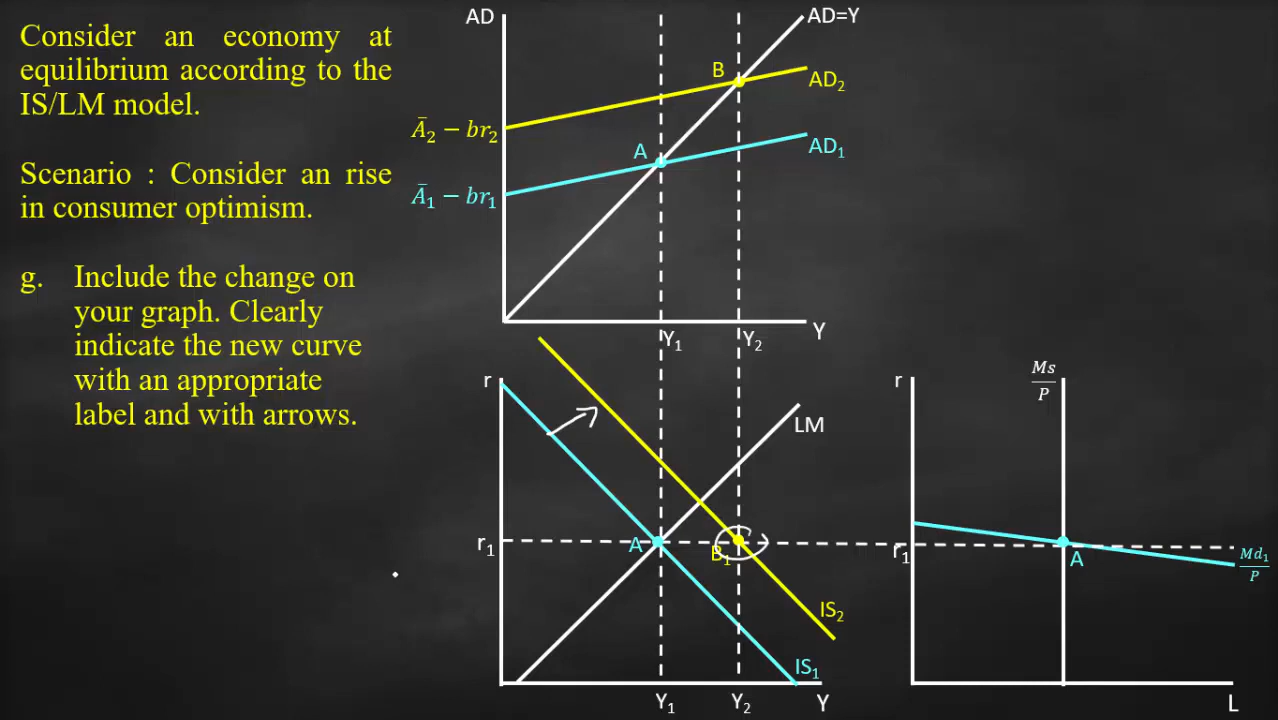 Consider an economy at
equilibrium according to the
IS/LM model.
Scenario : Consider an rise
in consumer optimism.
g. Include the change on
your graph. Clearly
indicate the new curve
with an appropriate
label and with arrows.
AD
AD=Y
B
AD₂
Ā₂ − br₂
A
AD₁
Ā₁ − br₁
Y₁
Y₂
Y
r
LM
r₁
A
B₁
IS₂
IS₁
Y₁
Y₂
Y
r
Ms/P
r₁
A
Md₁/P
L